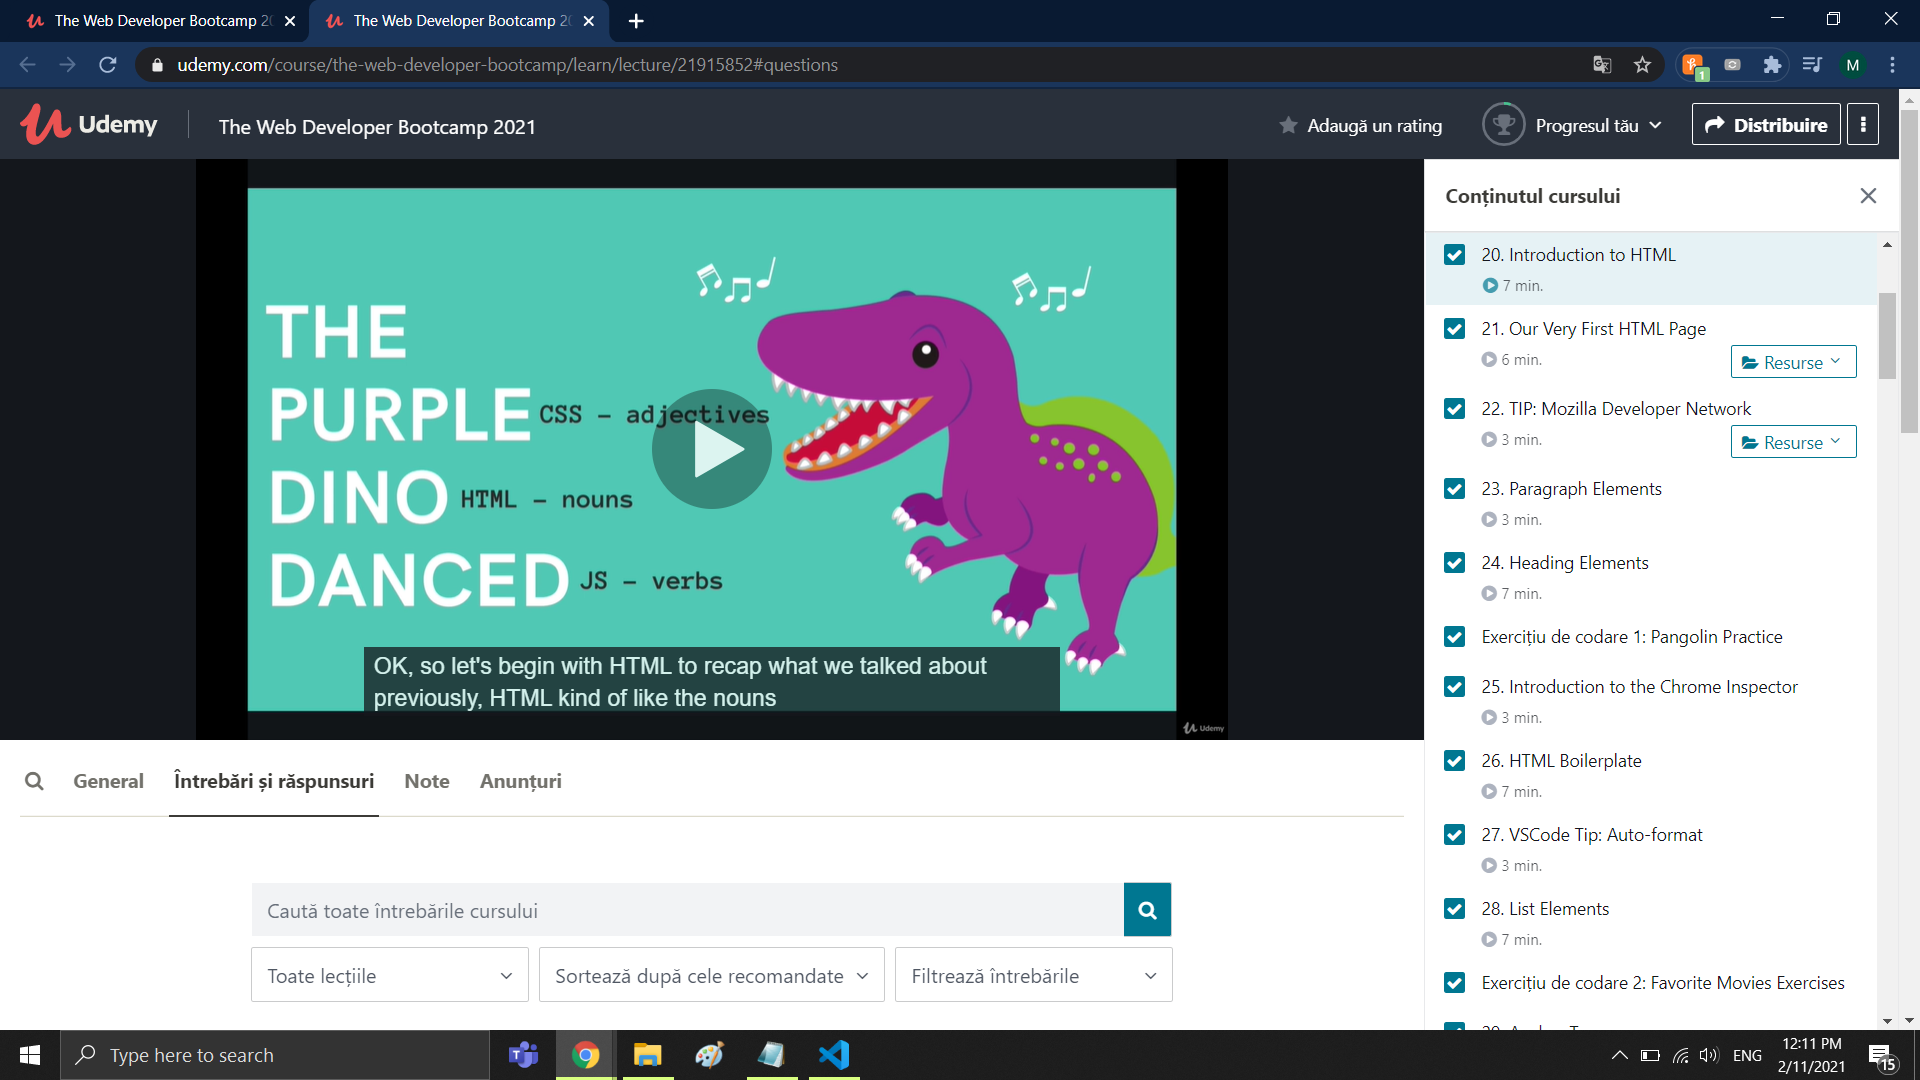 The Web Developer Bootcamp 20
The Web Developer Bootcamp 20
udemy.com/course/the-web-developer-bootcamp/learn/lecture/21915852#questions
1
M
Udemy
The Web Developer Bootcamp 2021
Adaugă un rating
Progresul tău
Distribuire
THE
PURPLE CSS - adjectives
DINO HTML - nouns
DANCED JS - verbs
OK, so let's begin with HTML to recap what we talked about
previously, HTML kind of like the nouns
Udemy
Conținutul cursului
20. Introduction to HTML
7 min.
21. Our Very First HTML Page
6 min.
Resurse
22. TIP: Mozilla Developer Network
3 min.
Resurse
23. Paragraph Elements
3 min.
24. Heading Elements
7 min.
Exercițiu de codare 1: Pangolin Practice
25. Introduction to the Chrome Inspector
3 min.
26. HTML Boilerplate
7 min.
27. VSCode Tip: Auto-format
3 min.
28. List Elements
7 min.
Exercițiu de codare 2: Favorite Movies Exercises
General
Întrebări și răspunsuri
Note
Anunțuri
Caută toate întrebările cursului
Toate lecțiile
Sortează după cele recomandate
Filtrează întrebările
Type here to search
ENG
12:11 PM
2/11/2021
15